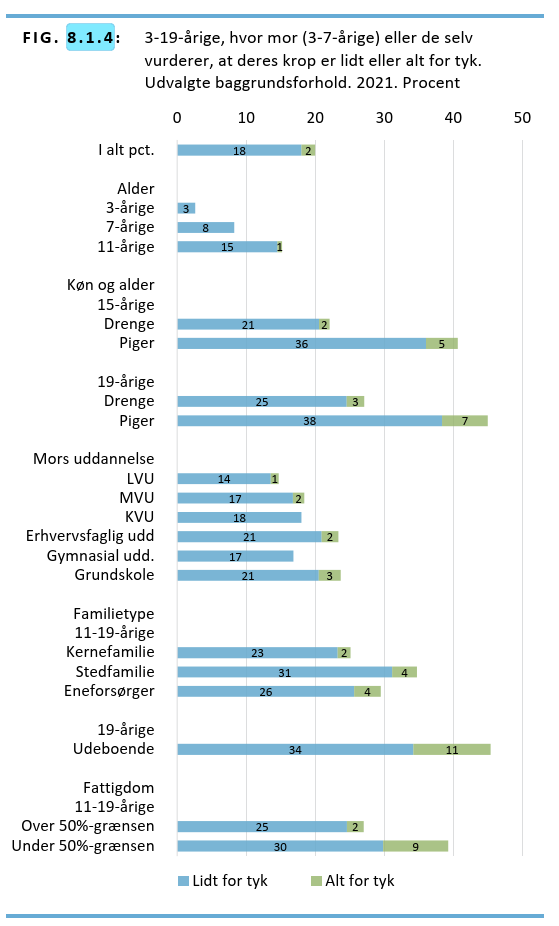 FIG. 8.1.4: 3-19-årige, hvor mor (3-7-årige) eller de selv
vurderer, at deres krop er lidt eller alt for tyk.
Udvalgte baggrundsforhold. 2021. Procent
0 10 20 30 40 50
I alt pct. 18 2
Alder
3-årige 3
7-årige 8
11-årige 15 1
Køn og alder
15-årige
Drenge 21 2
Piger 36 5
19-årige
Drenge 25 3
Piger 38 7
Mors uddannelse
LVU 14 1
MVU 17 2
KVU 18
Erhvervsfaglig udd 21 2
Gymnasial udd. 17
Grundskole 21 3
Familietype
11-19-årige
Kernefamilie 23 2
Stedfamilie 31 4
Eneforsørger 26 4
19-årige
Udeboende 34 11
Fattigdom
11-19-årige
Over 50%-grænsen 25 2
Under 50%-grænsen 30 9
Lidt for tyk Alt for tyk